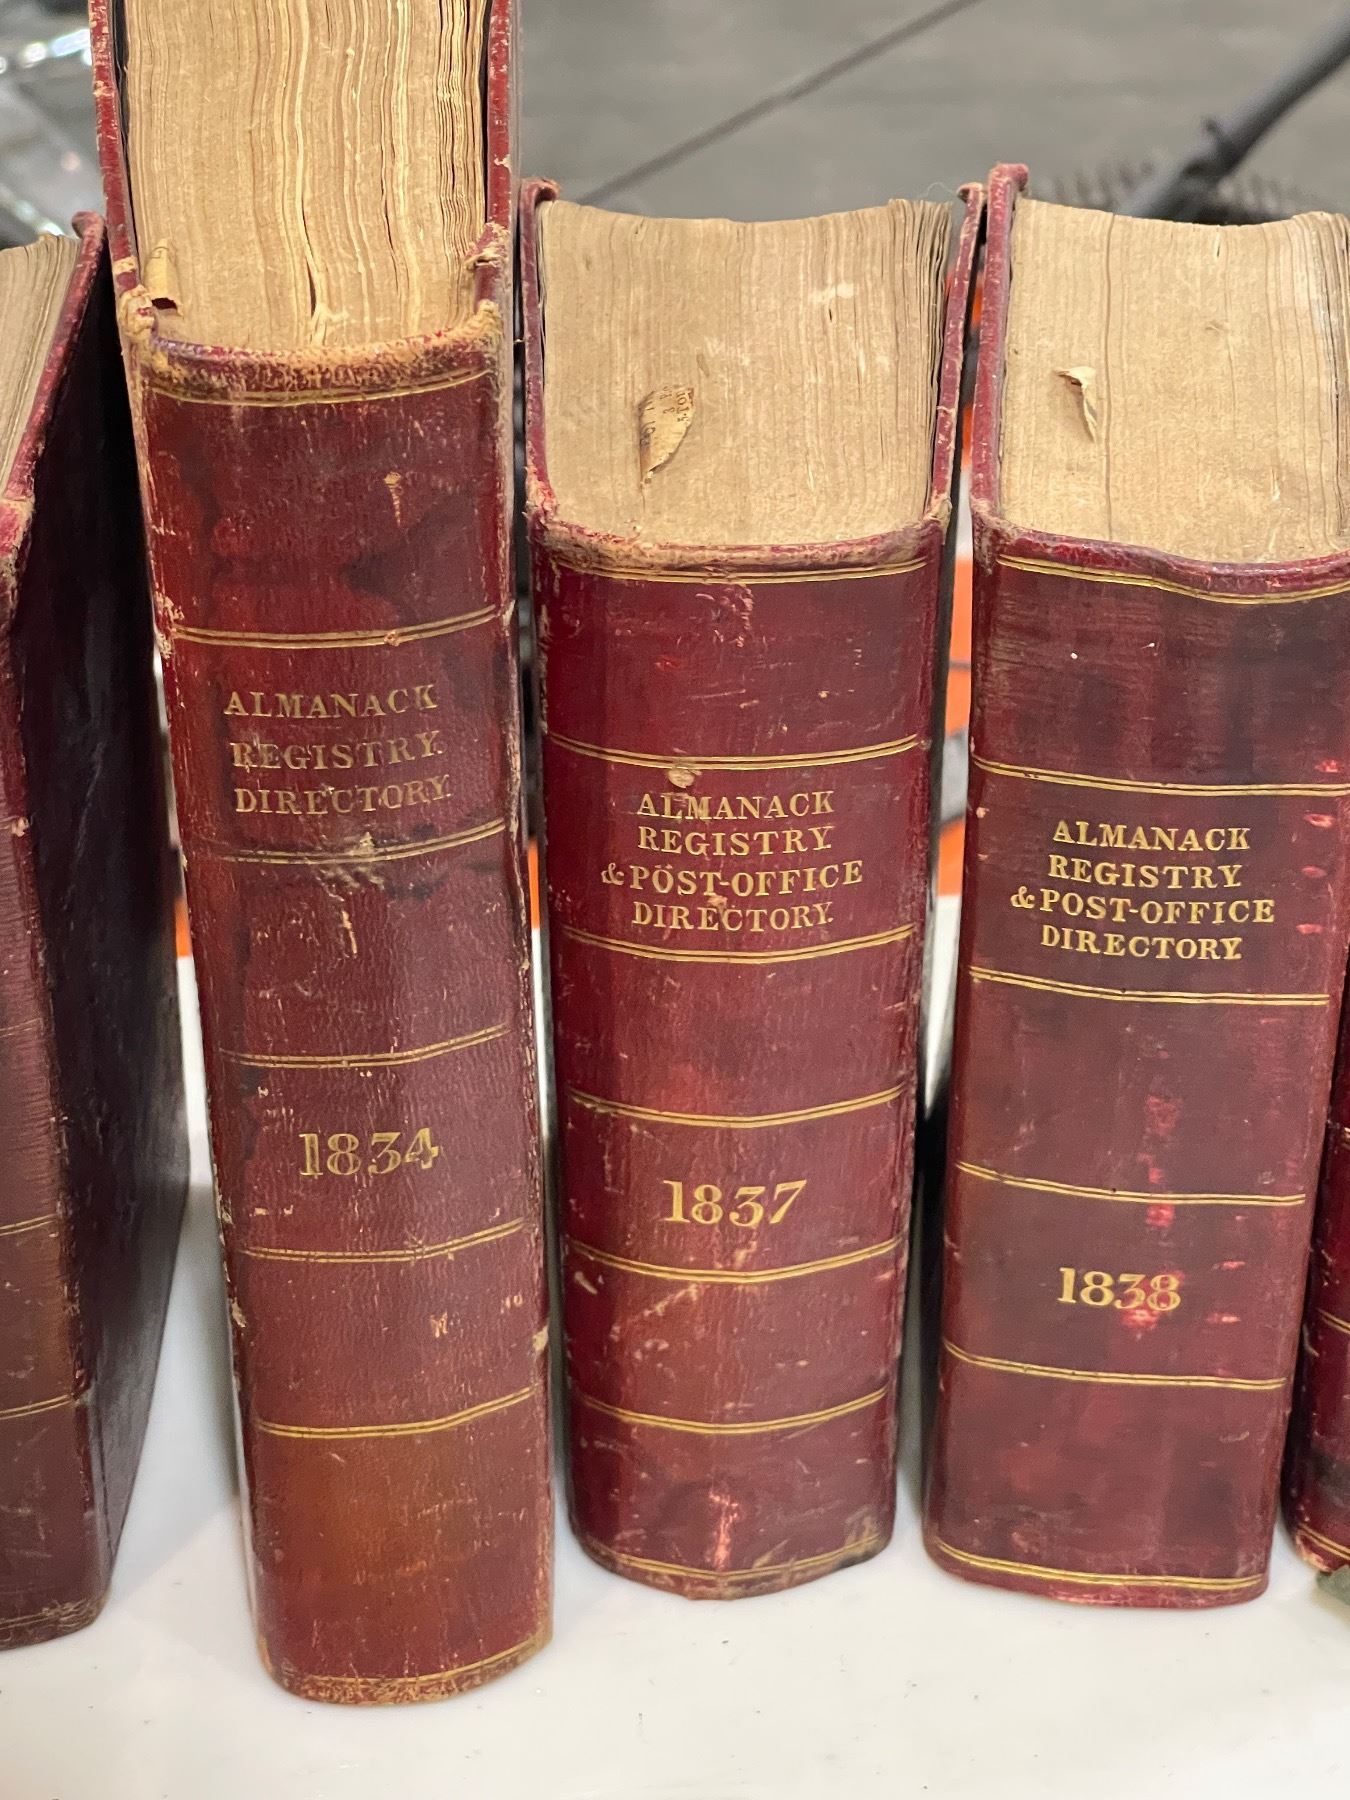 ALMANACK
REGISTRY.
DIRECTORY.
1834
ALMANACK
REGISTRY.
& POST-OFFICE
DIRECTORY.
1837
ALMANACK
REGISTRY.
& POST-OFFICE
DIRECTORY.
1838